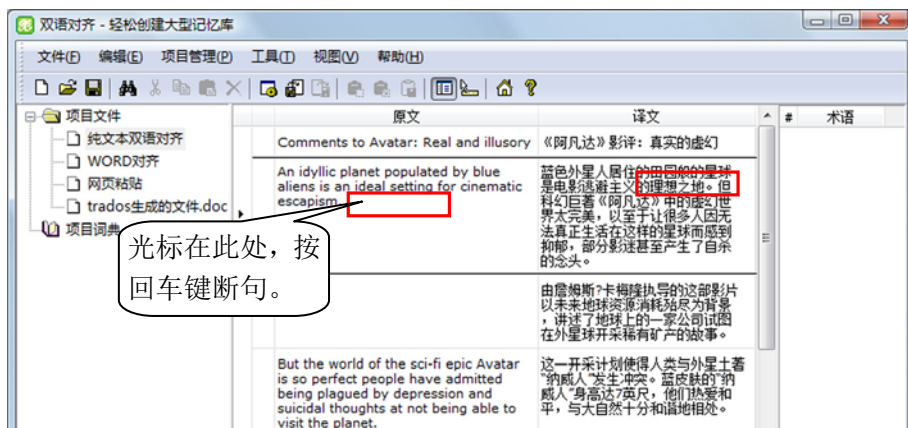 双语对齐 - 轻松创建大型记忆库
文件(F) 编辑(E) 项目管理(P) 工具(T) 视图(V) 帮助(H)
项目文件
纯文本双语对齐
WORD对齐
网页粘贴
trados生成的文件.doc
项目词典
光标在此处，按
回车键断句。
原文 译文
Comments to Avatar: Real and illusory
《阿凡达》影评：真实的虚幻
An idyllic planet populated by blue
aliens is an ideal setting for cinematic
escapism.
蓝色外星人居住的田园般的星球
是电影逃避主义的理想之地。但
科幻巨著《阿凡达》中的虚幻世
界太完美，以至于让很多人因无
法真正生活在这样的星球而感到
抑郁，部分影迷甚至产生了自杀
的念头。
由詹姆斯?卡梅隆执导的这部影片
以未来地球资源消耗殆尽为背景
，讲述了地球上的一家公司试图
在外星球开采稀有矿产的故事。
But the world of the sci-fi epic Avatar
is so perfect people have admitted
being plagued by depression and
suicidal thoughts at not being able to
visit the planet.
这一开采计划使得人类与外星土著
"纳威人"发生冲突。蓝皮肤的"纳
威人"身高达7英尺，他们热爱和
平，与大自然十分和谐地相处。
# 术语